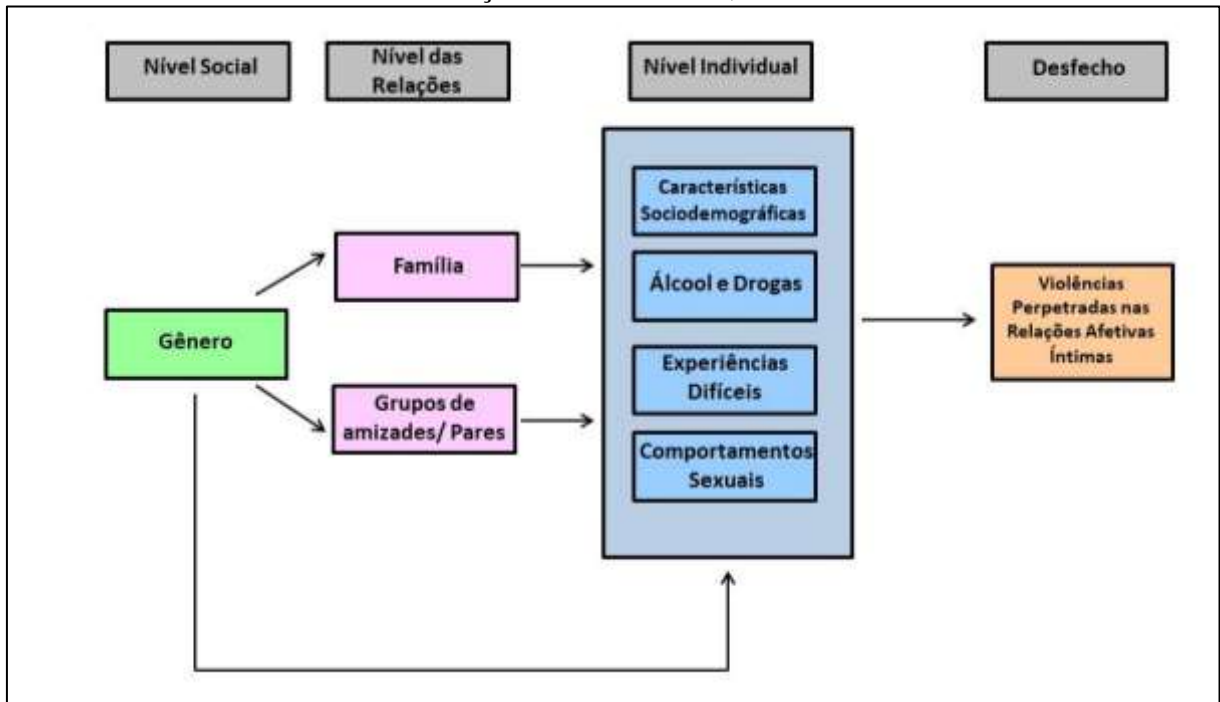 Nível Social
Nível das
Relações
Nível Individual
Desfecho
Características
Sociodemográficas
Álcool e Drogas
Experiências
Difíceis
Comportamentos
Sexuais
Família
Grupos de
amizades/ Pares
Gênero
Violências
Perpetradas nas
Relações Afetivas
Íntimas